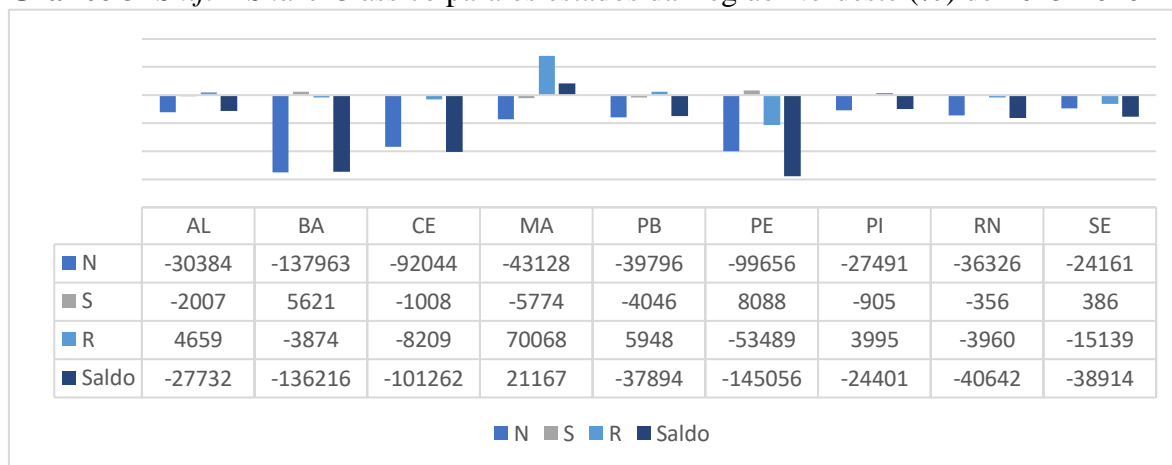 AL BA CE MA PB PE PI RN SE
N -30384 -137963 -92044 -43128 -39796 -99656 -27491 -36326 -24161
S -2007 5621 -1008 -5774 -4046 8088 -905 -356 386
R 4659 -3874 -8209 70068 5948 -53489 3995 -3960 -15139
Saldo -27732 -136216 -101262 21167 -37894 -145056 -24401 -40642 -38914
N S R Saldo